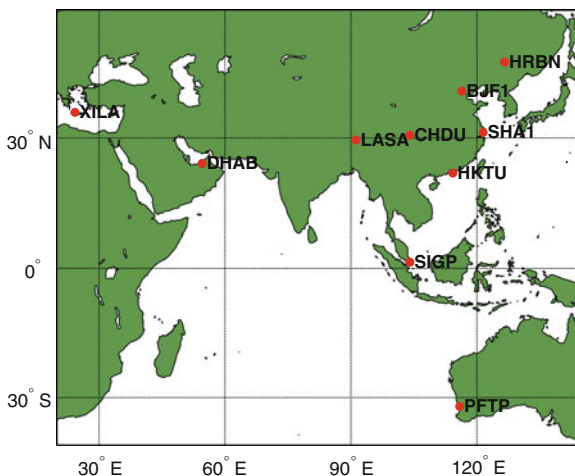 HRBN
BJF1
XILA
SHA1
CHDU
LASA
30° N
DHAB
HKTU
SIGP
0°
30° S
PFTP
30° E 60° E 90° E 120° E